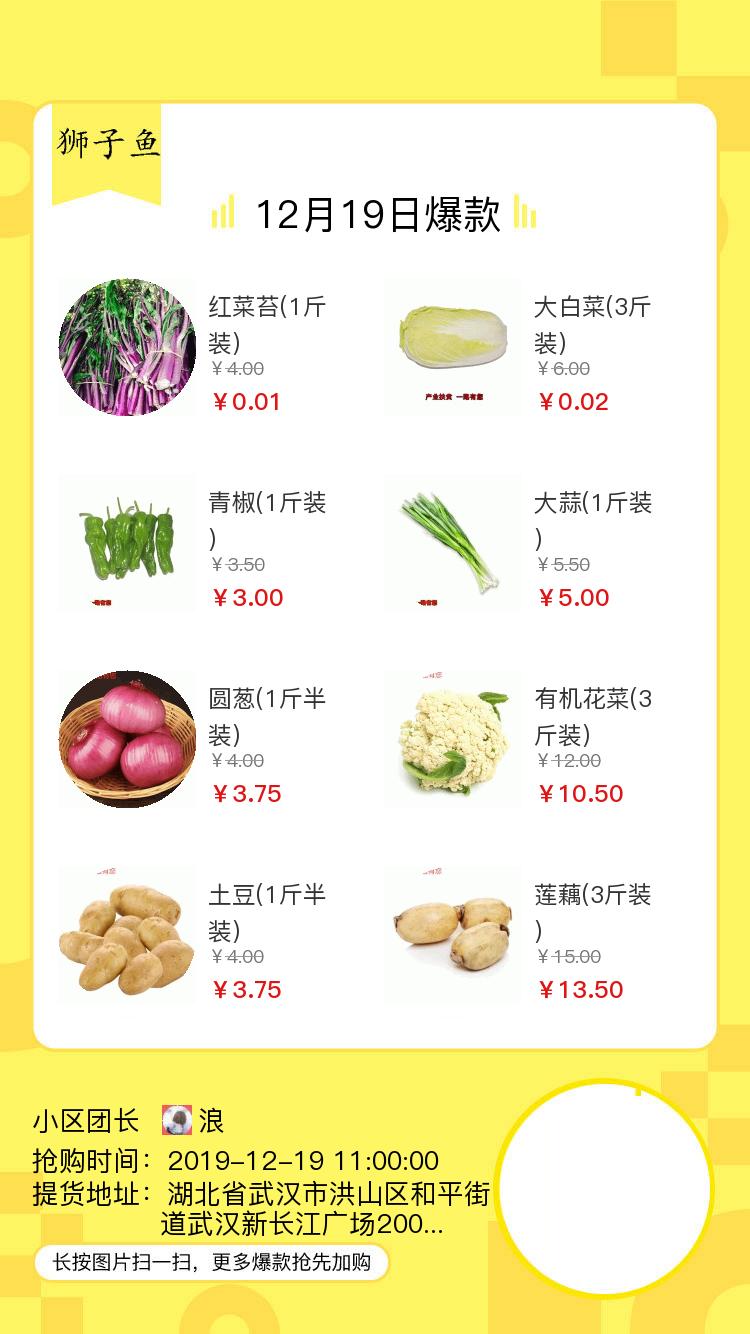 狮子鱼
12月19日爆款
红菜苔(1斤
装)
￥4.00
￥0.01
大白菜(3斤
装)
￥6.00
￥0.02
产业扶贫 一路有您
青椒(1斤装
)
￥3.50
￥3.00
大蒜(1斤装
)
￥5.50
￥5.00
圆葱(1斤半
装)
￥4.00
￥3.75
有机花菜(3
斤装)
￥12.00
￥10.50
土豆(1斤半
装)
￥4.00
￥3.75
莲藕(3斤装
)
￥15.00
￥13.50
小区团长 浪
抢购时间：2019-12-19 11:00:00
提货地址：湖北省武汉市洪山区和平街
道武汉新长江广场200...
长按图片扫一扫，更多爆款抢先加购